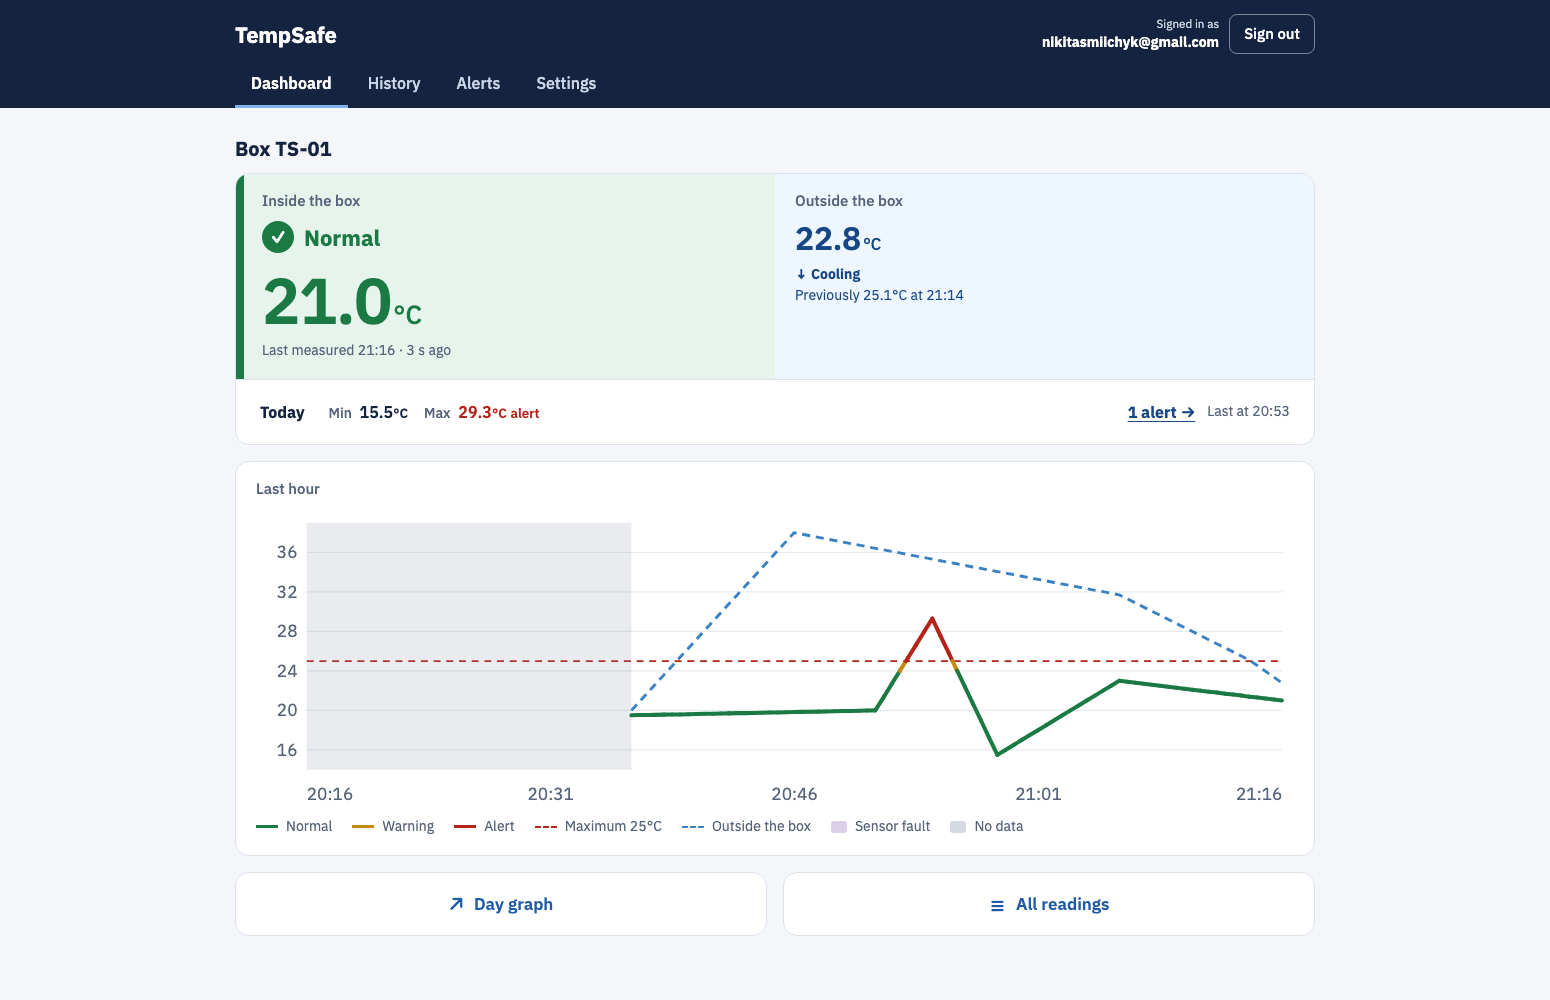 TempSafe
Signed in as
nikitasmiichyk@gmail.com
Sign out
Dashboard History Alerts Settings
Box TS-01
Inside the box
Normal
21.0°C
Last measured 21:16 · 3 s ago
Outside the box
22.8°C
↓ Cooling
Previously 25.1°C at 21:14
Today Min 15.5°C Max 29.3°C alert
1 alert → Last at 20:53
Last hour
36
32
28
24
20
16
20:16 20:31 20:46 21:01 21:16
Normal Warning Alert Maximum 25°C Outside the box Sensor fault No data
Day graph
All readings